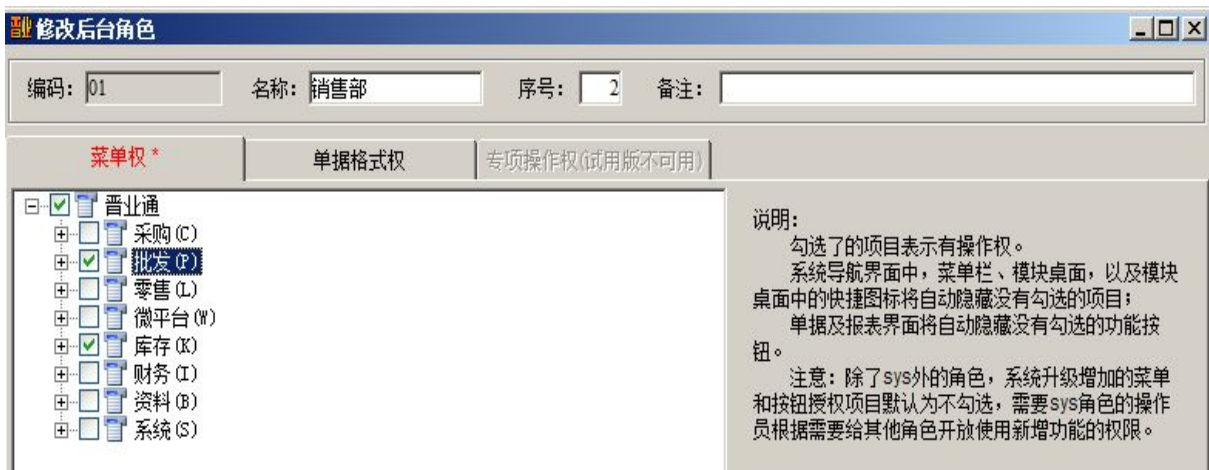 修改后台角色
编码: 01 名称: 销售部 序号: 2 备注:
菜单权* 单据格式权 专项操作权(试用版不可用)
晋业通
采购(C)
批发(P)
零售(L)
微平台(W)
库存(K)
财务(I)
资料(B)
系统(S)
说明:
勾选了的项目表示有操作权。
系统导航界面中，菜单栏、模块桌面，以及模块
桌面中的快捷图标将自动隐藏没有勾选的项目；
单据及报表界面将自动隐藏没有勾选的功能按
钮。
注意：除了sys外的角色，系统升级增加的菜单
和按钮授权项目默认为不勾选，需要sys角色的操作
员根据需要给其他角色开放使用新增功能的权限。